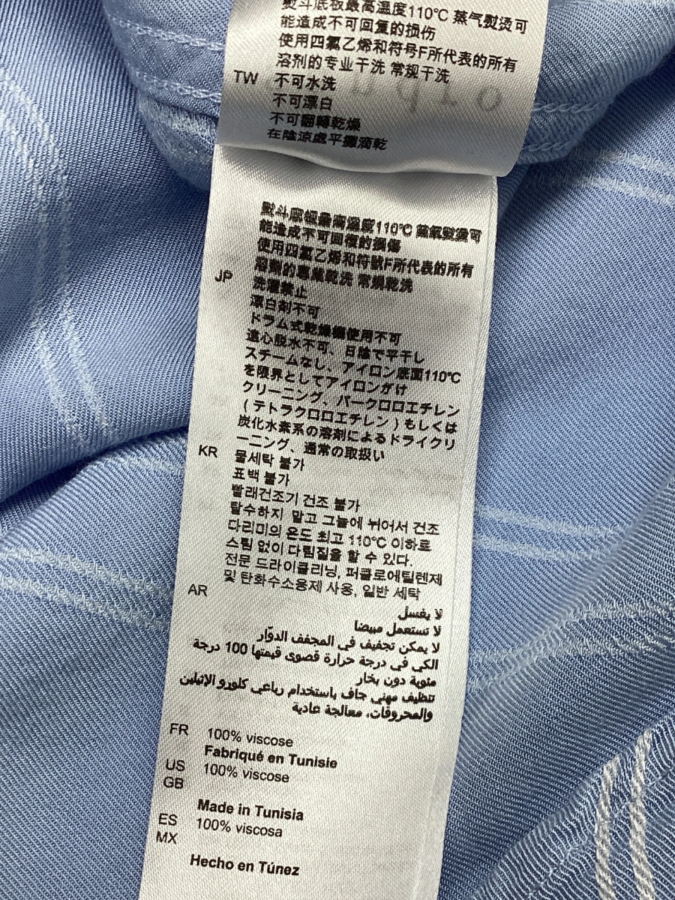 熨斗底板最高温度110℃ 蒸气熨烫可
能造成不可回复的损伤
使用四氯乙烯和符号F所代表的所有
溶剂的专业干洗 常规干洗
TW 不可水洗
不可漂白
不可翻轉乾燥
在陰涼處平攤滴乾
熨斗底板最高溫度110℃ 蒸氣熨燙可
能造成不可回復的損傷
使用四氯乙烯和符號F所代表的所有
溶劑的專業乾洗 常規乾洗
JP 洗濯禁止
漂白剤不可
ドラム式乾燥機使用不可
遠心脱水不可、日陰で平干し
スチームなし、アイロン底面110℃
を限界としてアイロンがけ
クリーニング、パークロロエチレン
(テトラクロロエチレン)もしくは
炭化水素系の溶剤によるドライクリ
ーニング、通常の取扱い
KR 물세탁 불가
표백 불가
빨래건조기 건조 불가
탈수하지 말고 그늘에 뉘어서 건조
다리미의 온도 최고 110℃ 이하로
스팀 없이 다림질을 할 수 있다.
전문 드라이클리닝, 퍼클로에틸렌제
및 탄화수소용제 사용, 일반 세탁
AR
لا يغسل
لا تستعمل مبيضا
لا يمكن تجفيف في المجفف الدوّار
الكي في درجة حرارة قصوى قيمتها 100 درجة
مئوية دون بخار
تنظيف مهني جاف باستخدام رباعي كلورو الإثيلين
والمحروقات، معالجة عادية
FR 100% viscose
Fabriqué en Tunisie
US 100% viscose
GB
Made in Tunisia
ES 100% viscosa
MX
Hecho en Túnez